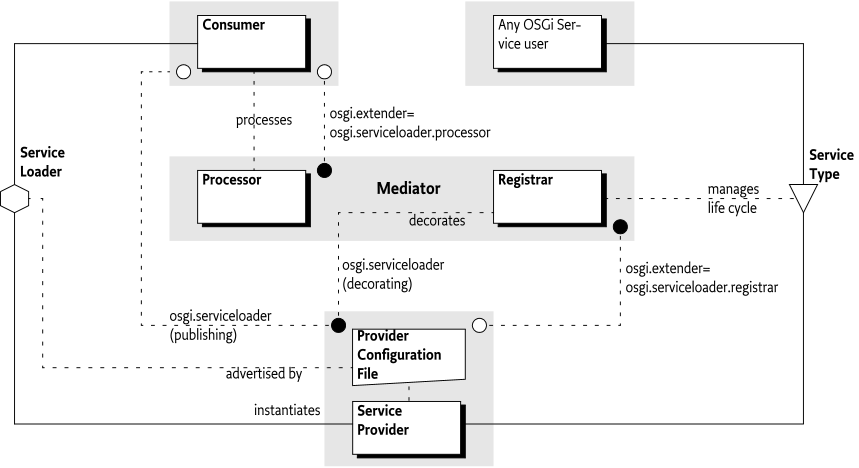 Consumer
Any OSGi Ser-
vice user
processes
osgi.extender=
osgi.serviceloader.processor
Service
Loader
Service
Type
Processor
Mediator
Registrar
manages
life cycle
decorates
osgi.serviceloader
(decorating)
osgi.extender=
osgi.serviceloader.registrar
osgi.serviceloader
(publishing)
Provider
Configuration
File
advertised by
instantiates
Service
Provider